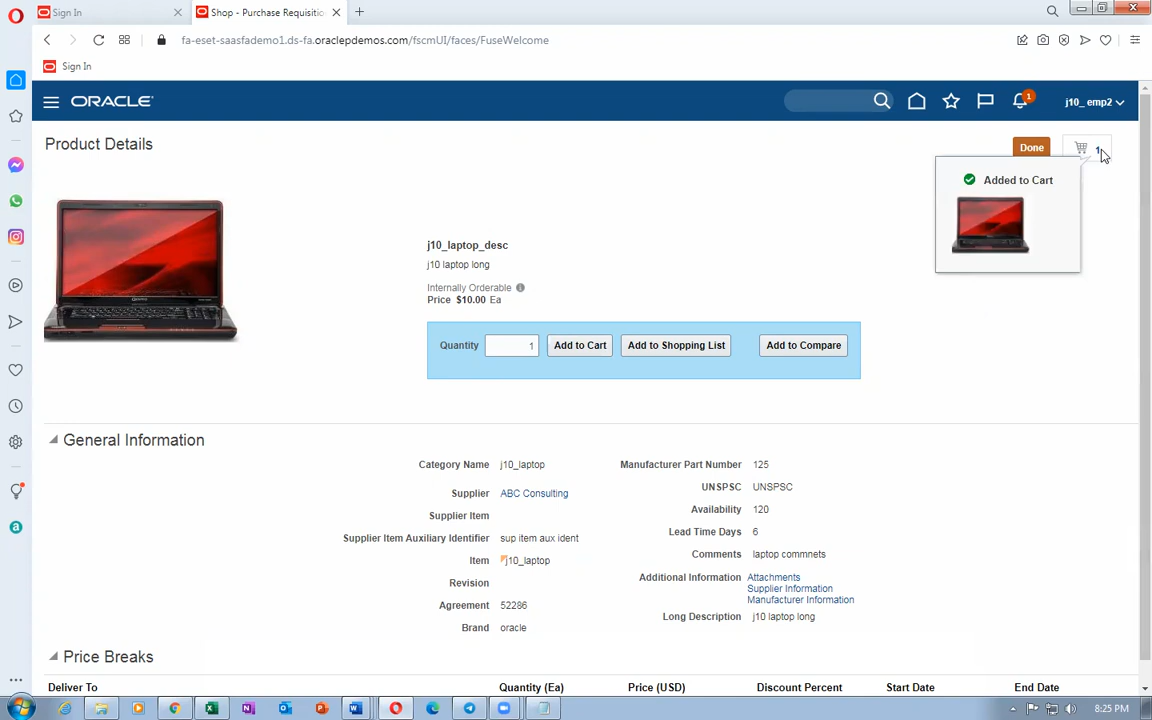 Sign In
Shop - Purchase Requisitio
fa-eset-saasfademo1.ds-fa.oraclepdemos.com/fscmUI/faces/FuseWelcome
Sign In
ORACLE
1
j10_ emp2
Product Details
Done
1
Added to Cart
j10_laptop_desc
j10 laptop long
Internally Orderable
Price $10.00 Ea
Quantity 1 Add to Cart Add to Shopping List Add to Compare
General Information
Category Name j10_laptop
Supplier ABC Consulting
Supplier Item
Supplier Item Auxiliary Identifier sup item aux ident
Item j10_laptop
Revision
Agreement 52286
Brand oracle
Manufacturer Part Number 125
UNSPSC UNSPSC
Availability 120
Lead Time Days 6
Comments laptop commnets
Additional Information Attachments
Supplier Information
Manufacturer Information
Long Description j10 laptop long
Price Breaks
Deliver To Quantity (Ea) Price (USD) Discount Percent Start Date End Date
8:25 PM